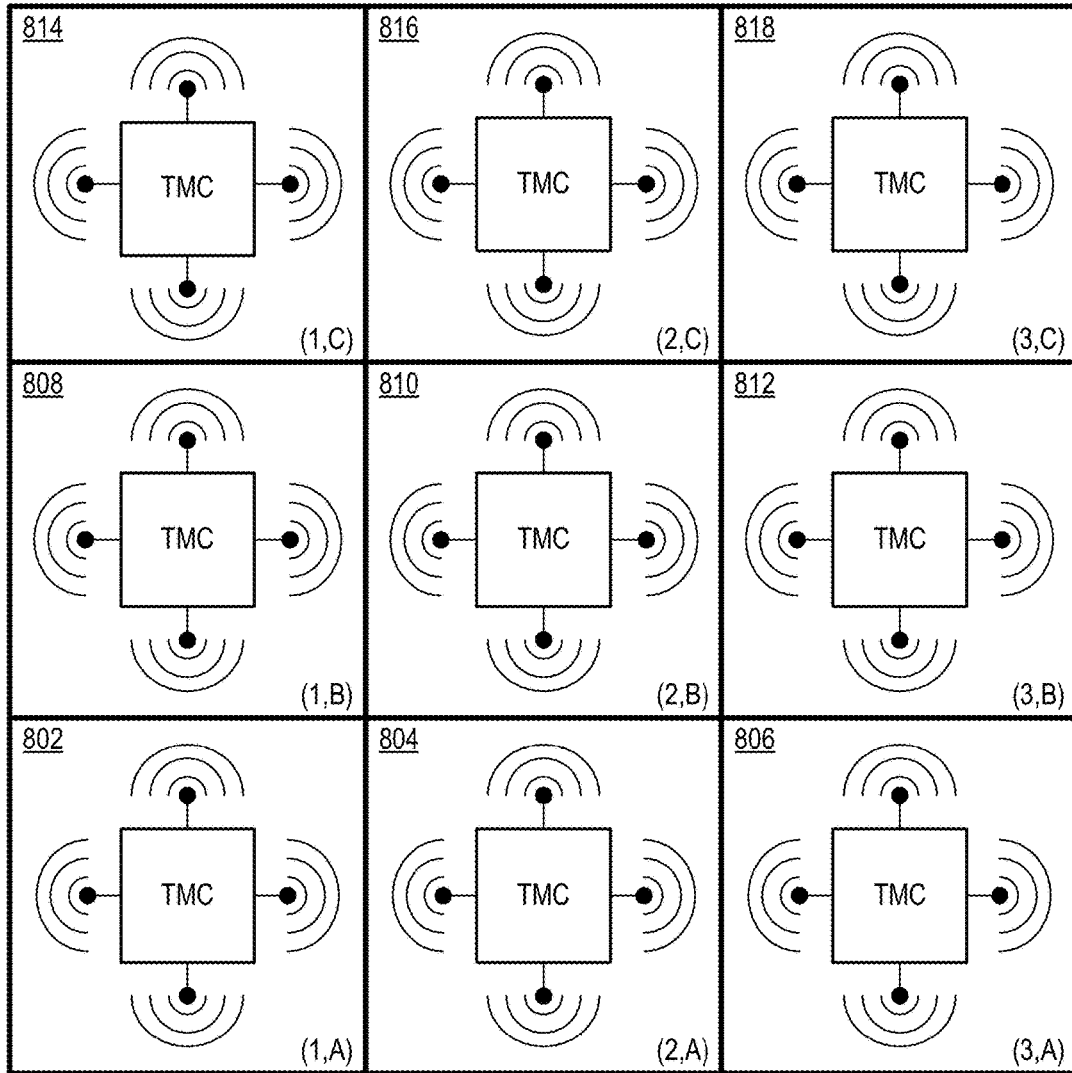 814
816
818
TMC
TMC
TMC
(1,C)
(2,C)
(3,C)
808
810
812
TMC
TMC
TMC
(1,B)
(2,B)
(3,B)
802
804
806
TMC
TMC
TMC
(1,A)
(2,A)
(3,A)